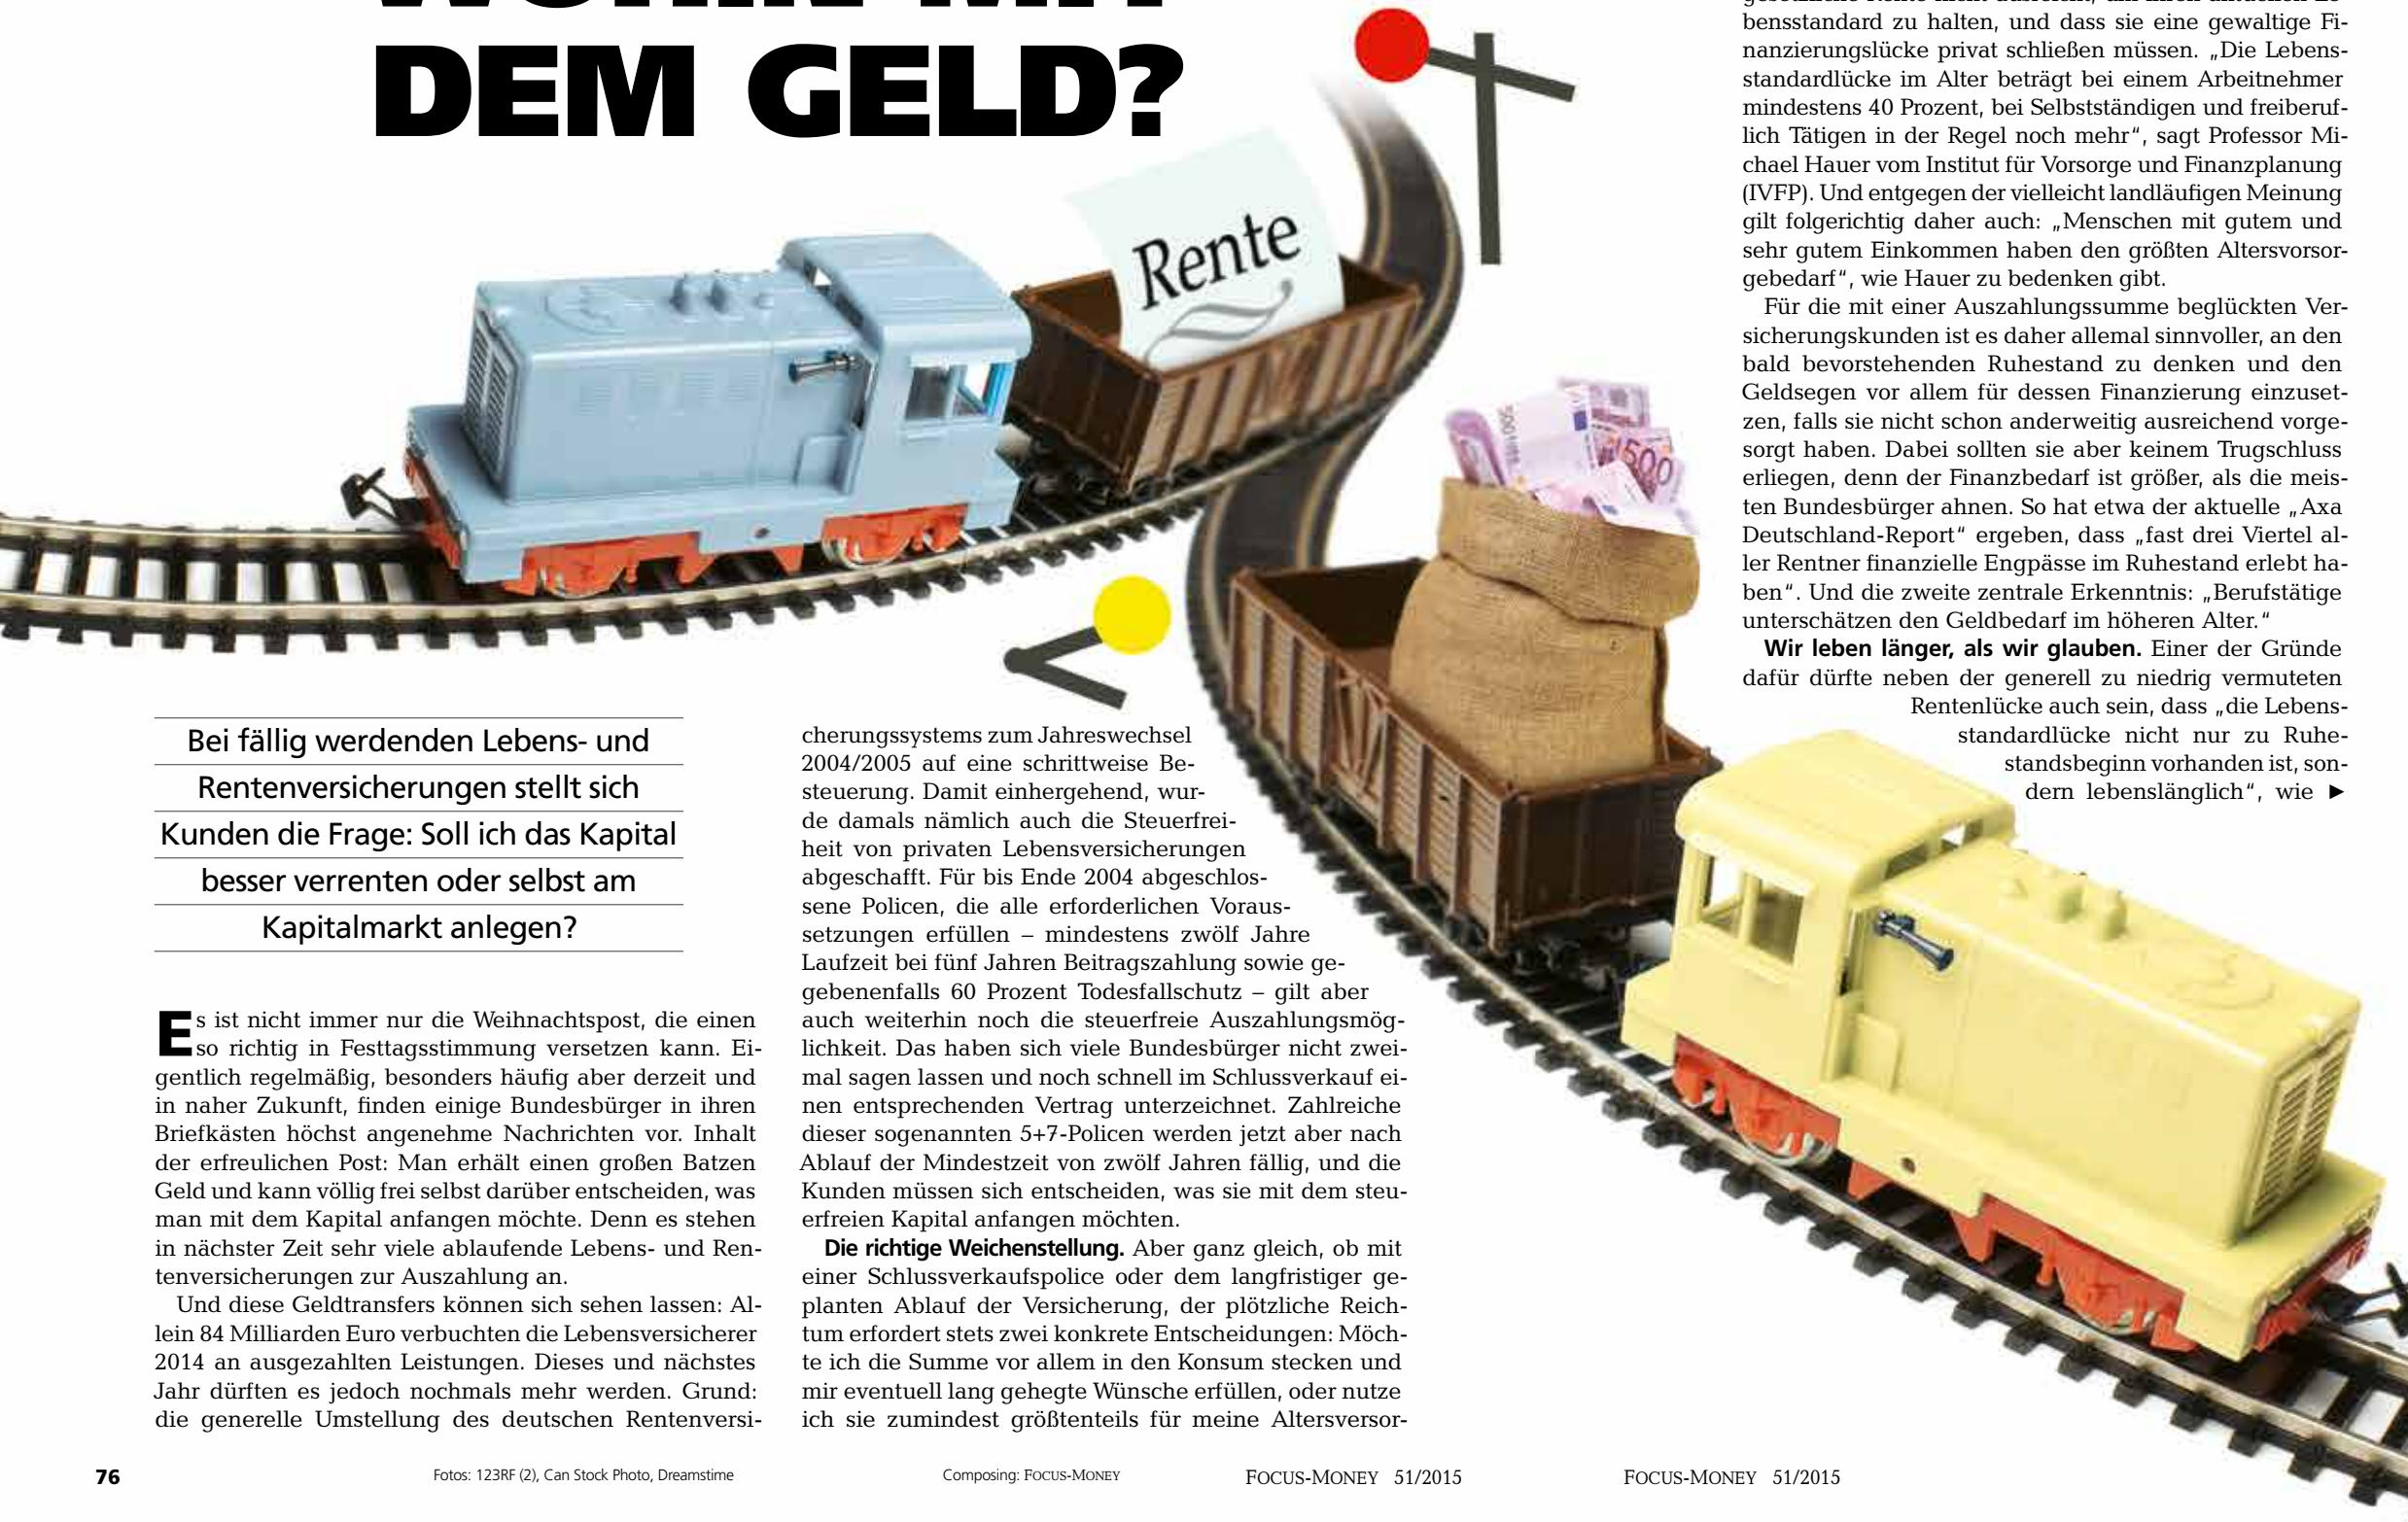 WOHIN MIT
DEM GELD?
Rente
500
Bei fällig werdenden Lebens- und
Rentenversicherungen stellt sich
Kunden die Frage: Soll ich das Kapital
besser verrenten oder selbst am
Kapitalmarkt anlegen?
Es ist nicht immer nur die Weihnachtspost, die einen
so richtig in Festtagsstimmung versetzen kann. Ei-
gentlich regelmäßig, besonders häufig aber derzeit und
in naher Zukunft, finden einige Bundesbürger in ihren
Briefkästen höchst angenehme Nachrichten vor. Inhalt
der erfreulichen Post: Man erhält einen großen Batzen
Geld und kann völlig frei selbst darüber entscheiden, was
man mit dem Kapital anfangen möchte. Denn es stehen
in nächster Zeit sehr viele ablaufende Lebens- und Ren-
tenversicherungen zur Auszahlung an.
Und diese Geldtransfers können sich sehen lassen: Al-
lein 84 Milliarden Euro verbuchten die Lebensversicherer
2014 an ausgezahlten Leistungen. Dieses und nächstes
Jahr dürften es jedoch nochmals mehr werden. Grund:
die generelle Umstellung des deutschen Rentenversi-
cherungssystems zum Jahreswechsel
2004/2005 auf eine schrittweise Be-
steuerung. Damit einhergehend, wur-
de damals nämlich auch die Steuerfrei-
heit von privaten Lebensversicherungen
abgeschafft. Für bis Ende 2004 abgeschlos-
sene Policen, die alle erforderlichen Voraus-
setzungen erfüllen – mindestens zwölf Jahre
Laufzeit bei fünf Jahren Beitragszahlung sowie ge-
gebenenfalls 60 Prozent Todesfallschutz – gilt aber
auch weiterhin noch die steuerfreie Auszahlungsmög-
lichkeit. Das haben sich viele Bundesbürger nicht zwei-
mal sagen lassen und noch schnell im Schlussverkauf ei-
nen entsprechenden Vertrag unterzeichnet. Zahlreiche
dieser sogenannten 5+7-Policen werden jetzt aber nach
Ablauf der Mindestzeit von zwölf Jahren fällig, und die
Kunden müssen sich entscheiden, was sie mit dem steu-
erfreien Kapital anfangen möchten.
Die richtige Weichenstellung. Aber ganz gleich, ob mit
einer Schlussverkaufspolice oder dem langfristiger ge-
planten Ablauf der Versicherung, der plötzliche Reich-
tum erfordert stets zwei konkrete Entscheidungen: Möch-
te ich die Summe vor allem in den Konsum stecken und
mir eventuell lang gehegte Wünsche erfüllen, oder nutze
ich sie zumindest größtenteils für meine Altersversor-
bensstandard zu halten, und dass sie eine gewaltige Fi-
nanzierungslücke privat schließen müssen. „Die Lebens-
standardlücke im Alter beträgt bei einem Arbeitnehmer
mindestens 40 Prozent, bei Selbstständigen und freiberuf-
lich Tätigen in der Regel noch mehr“, sagt Professor Mi-
chael Hauer vom Institut für Vorsorge und Finanzplanung
(IVFP). Und entgegen der vielleicht landläufigen Meinung
gilt folgerichtig daher auch: „Menschen mit gutem und
sehr gutem Einkommen haben den größten Altersvorsor-
gebedarf“, wie Hauer zu bedenken gibt.
Für die mit einer Auszahlungssumme beglückten Ver-
sicherungskunden ist es daher allemal sinnvoller, an den
bald bevorstehenden Ruhestand zu denken und den
Geldsegen vor allem für dessen Finanzierung einzuset-
zen, falls sie nicht schon anderweitig ausreichend vorge-
sorgt haben. Dabei sollten sie aber keinem Trugschluss
erliegen, denn der Finanzbedarf ist größer, als die meis-
ten Bundesbürger ahnen. So hat etwa der aktuelle „Axa
Deutschland-Report“ ergeben, dass „fast drei Viertel al-
ler Rentner finanzielle Engpässe im Ruhestand erlebt ha-
ben“. Und die zweite zentrale Erkenntnis: „Berufstätige
unterschätzen den Geldbedarf im höheren Alter.“
Wir leben länger, als wir glauben. Einer der Gründe
dafür dürfte neben der generell zu niedrig vermuteten
Rentenlücke auch sein, dass „die Lebens-
standardlücke nicht nur zu Ruhe-
standsbeginn vorhanden ist, son-
dern lebenslänglich“, wie ►
76
Fotos: 123RF (2), Can Stock Photo, Dreamstime
Composing: FOCUS-MONEY
FOCUS-MONEY 51/2015
FOCUS-MONEY 51/2015